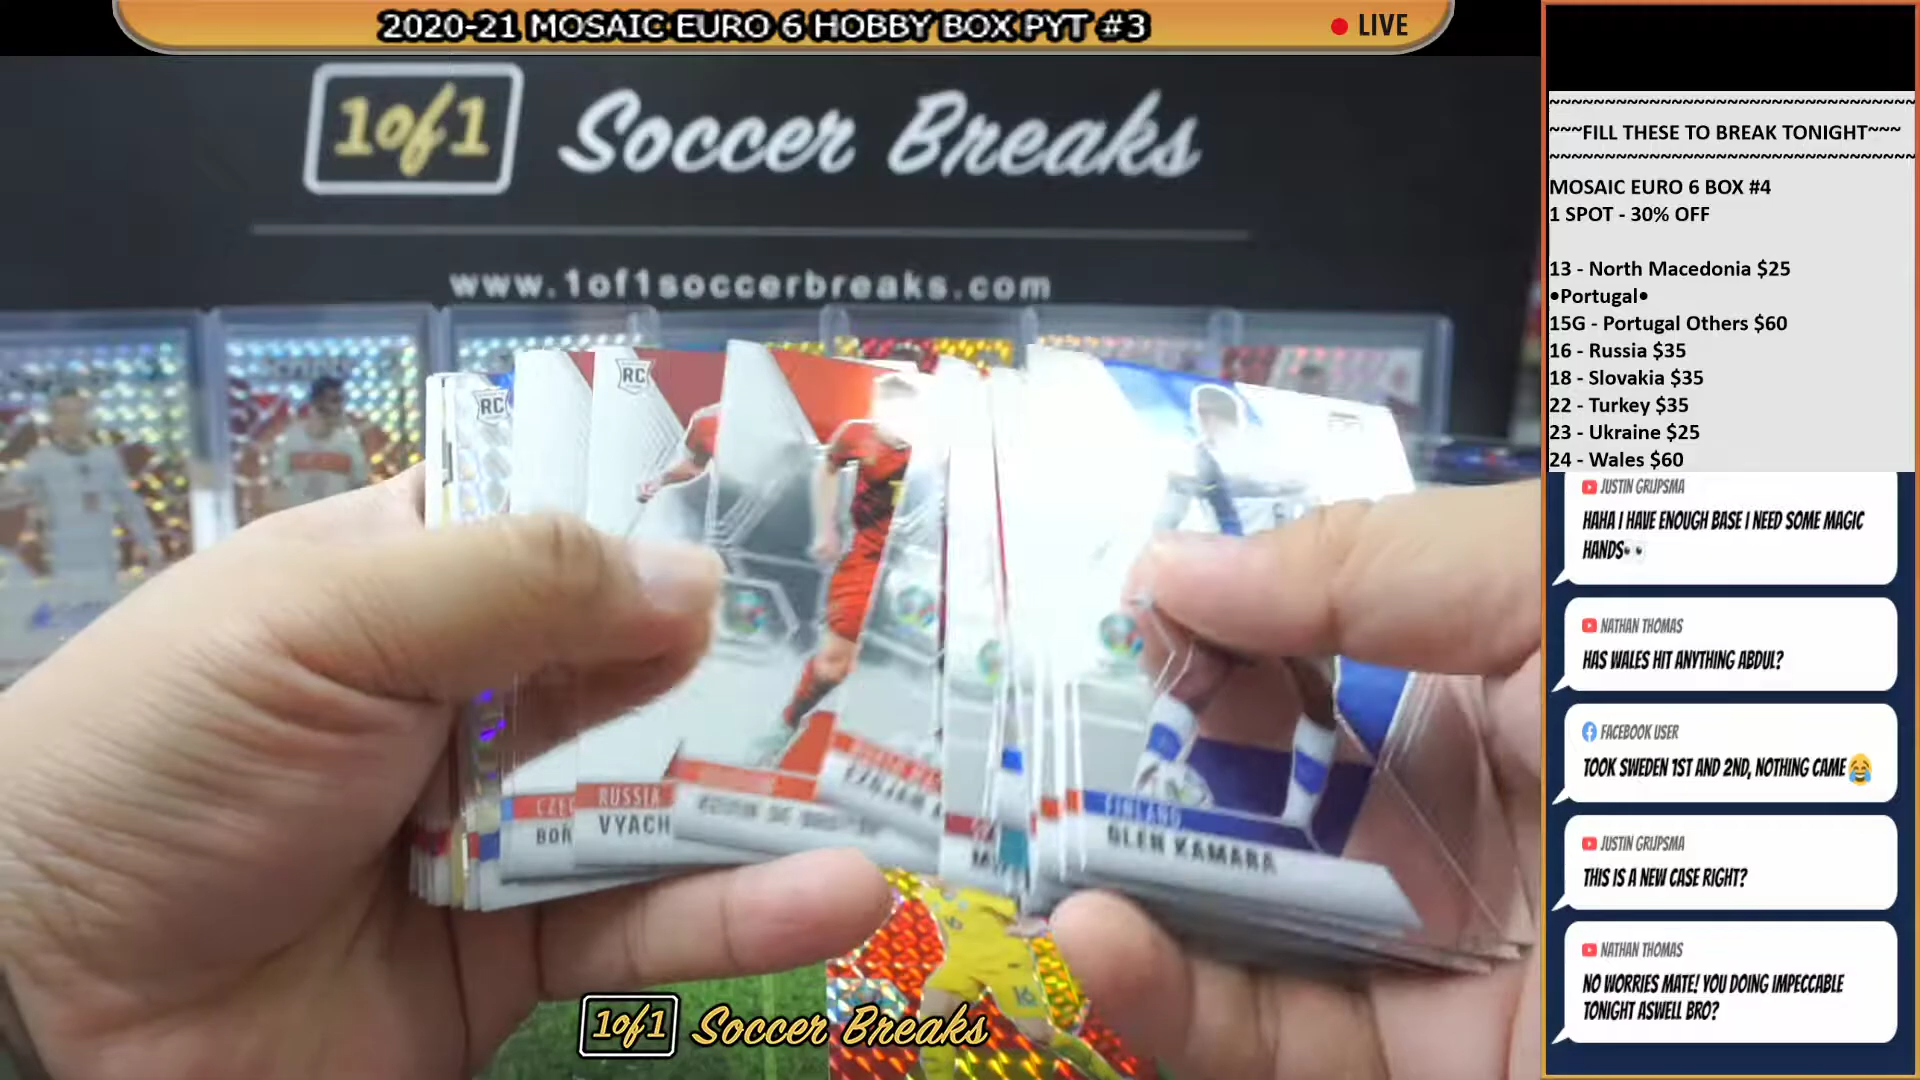 2020-21 MOSAIC EURO 6 HOBBY BOX PYT #3
LIVE
1of1 Soccer Breaks
www.1of1soccerbreaks.com
RC
RC
RUSSIA
VYACH
BOR
FINLAND
GLEN KAMARA
16
1of1 Soccer Breaks
~~~~~~~~~~~~~~~~~~~~~~~~~~~~~~
~~~FILL THESE TO BREAK TONIGHT~~~
~~~~~~~~~~~~~~~~~~~~~~~~~~~~~~
MOSAIC EURO 6 BOX #4
1 SPOT - 30% OFF
13 - North Macedonia $25
•Portugal•
15G - Portugal Others $60
16 - Russia $35
18 - Slovakia $35
22 - Turkey $35
23 - Ukraine $25
24 - Wales $60
JUSTIN GRIJPSMA
HAHA I HAVE ENOUGH BASE I NEED SOME MAGIC
HANDS👀
NATHAN THOMAS
HAS WALES HIT ANYTHING ABDUL?
FACEBOOK USER
TOOK SWEDEN 1ST AND 2ND, NOTHING CAME😂
JUSTIN GRIJPSMA
THIS IS A NEW CASE RIGHT?
NATHAN THOMAS
NO WORRIES MATE! YOU DOING IMPECCABLE
TONIGHT ASWELL BRO?